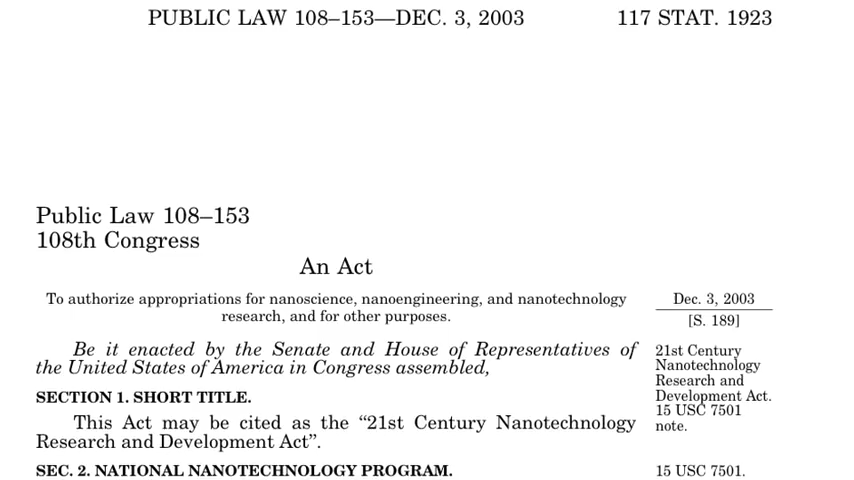 PUBLIC LAW 108–153—DEC. 3, 2003 117 STAT. 1923
Public Law 108–153
108th Congress
An Act
To authorize appropriations for nanoscience, nanoengineering, and nanotechnology
research, and for other purposes.
Dec. 3, 2003
[S. 189]
Be it enacted by the Senate and House of Representatives of
the United States of America in Congress assembled,
SECTION 1. SHORT TITLE.
This Act may be cited as the “21st Century Nanotechnology
Research and Development Act”.
21st Century
Nanotechnology
Research and
Development Act.
15 USC 7501
note.
SEC. 2. NATIONAL NANOTECHNOLOGY PROGRAM.
15 USC 7501.